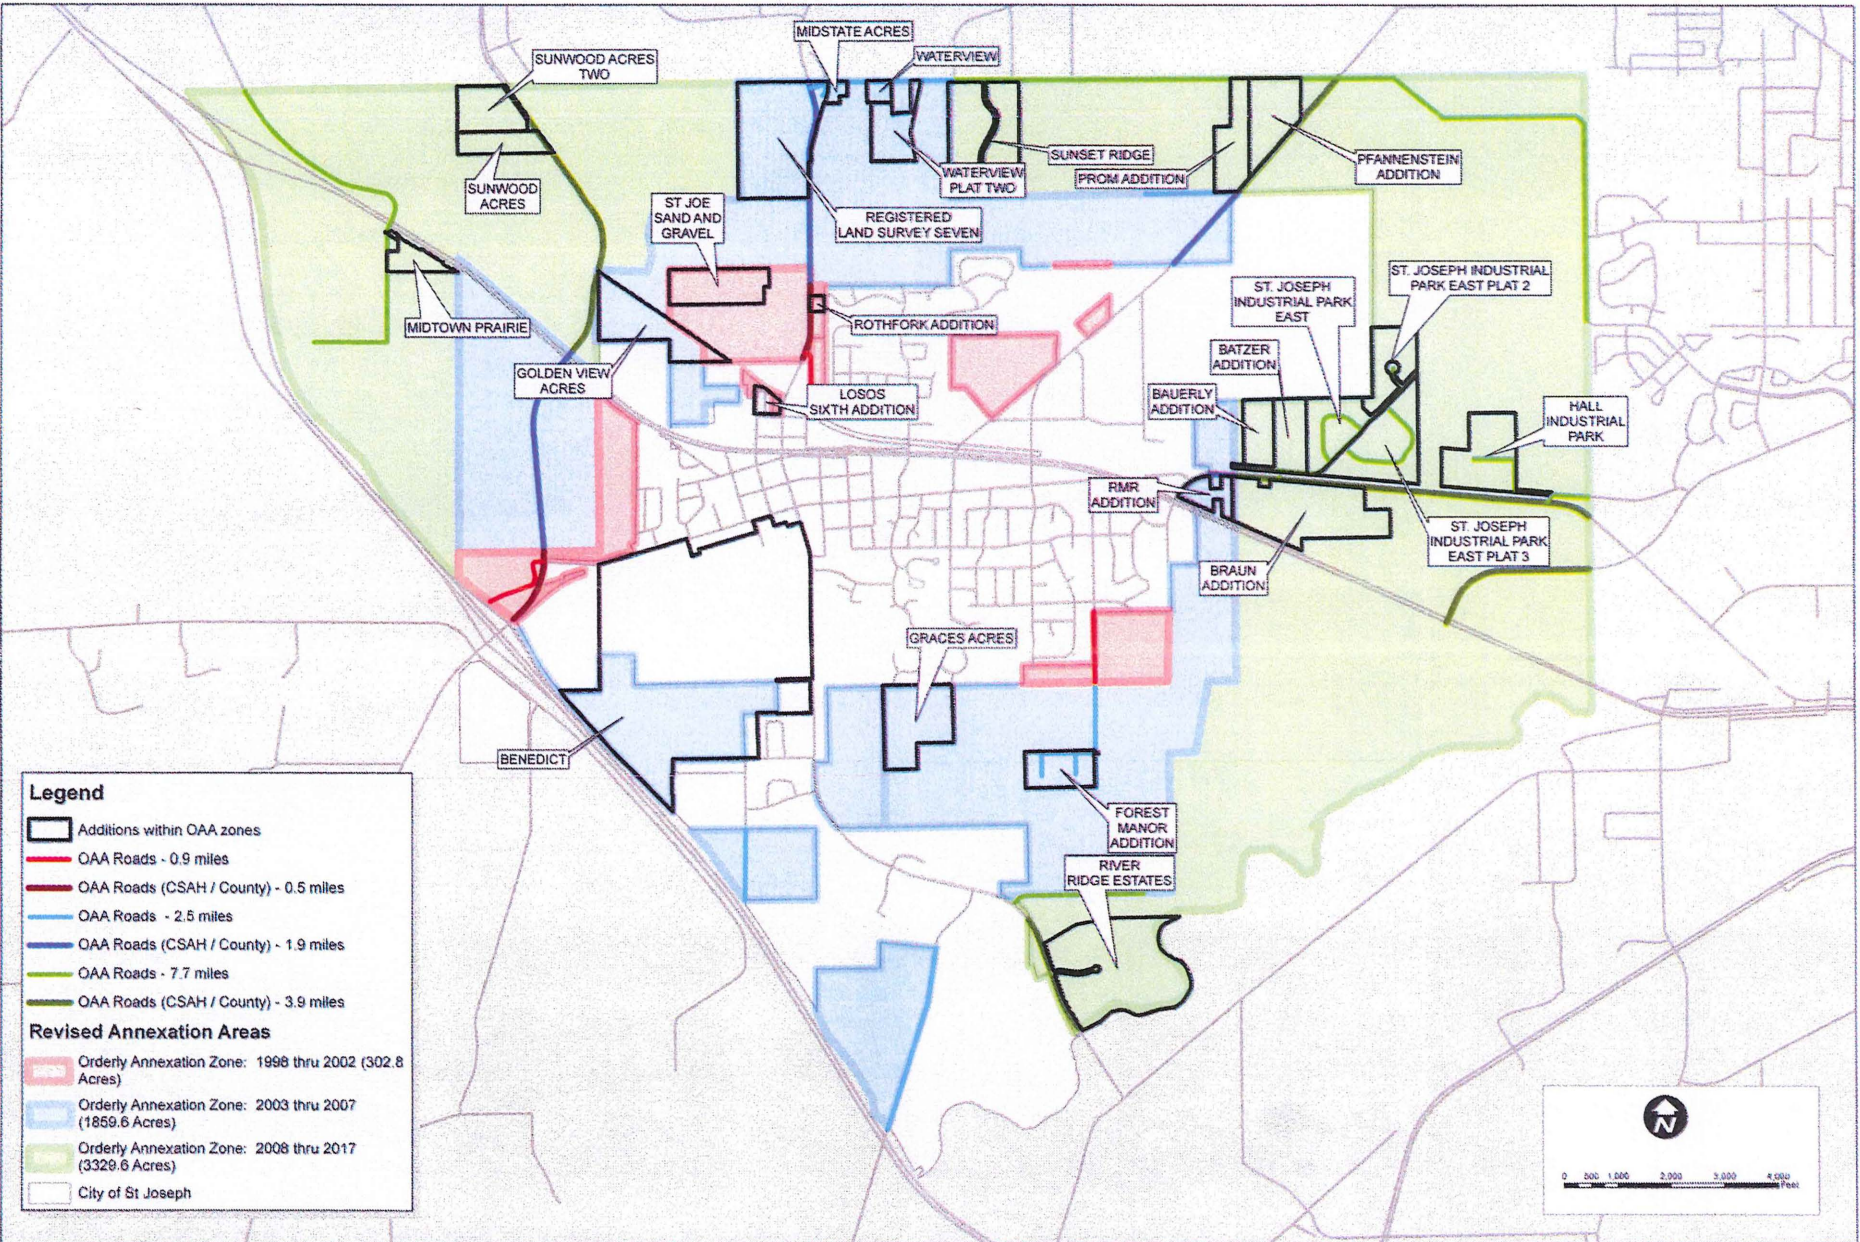 MIDSTATE ACRES
WATERVIEW
SUNWOOD ACRES
TWO
SUNSET RIDGE
PROM ADDITION
PFANNENSTEIN
ADDITION
WATERVIEW
PLAT TWO
SUNWOOD
ACRES
ST JOE
SAND AND
GRAVEL
REGISTERED
LAND SURVEY SEVEN
ST. JOSEPH INDUSTRIAL
PARK EAST PLAT 2
ST. JOSEPH
INDUSTRIAL PARK
EAST
MIDTOWN PRAIRIE
ROTHFORK ADDITION
BATZER
ADDITION
GOLDEN VIEW
ACRES
LOSOS
SIXTH ADDITION
BAUERLY
ADDITION
HALL
INDUSTRIAL
PARK
RMR
ADDITION
ST. JOSEPH
INDUSTRIAL PARK
EAST PLAT 3
BRAUN
ADDITION
GRACES ACRES
BENEDICT
FOREST
MANOR
ADDITION
RIVER
RIDGE ESTATES
Legend
Additions within OAA zones
OAA Roads - 0.9 miles
OAA Roads (CSAH / County) - 0.5 miles
OAA Roads - 2.5 miles
OAA Roads (CSAH / County) - 1.9 miles
OAA Roads - 7.7 miles
OAA Roads (CSAH / County) - 3.9 miles
Revised Annexation Areas
Orderly Annexation Zone: 1998 thru 2002 (302.8
Acres)
Orderly Annexation Zone: 2003 thru 2007
(1859.6 Acres)
Orderly Annexation Zone: 2008 thru 2017
(3329.6 Acres)
City of St Joseph
N
0 500 1,000 2,000 3,000 4,000
Feet